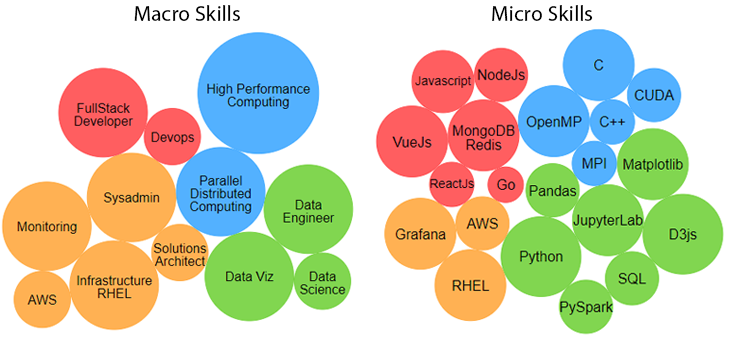 Macro Skills
High Performance
Computing
FullStack
Developer
Devops
Parallel
Distributed
Computing
Sysadmin
Data
Engineer
Monitoring
Solutions
Architect
Infrastructure
RHEL
Data Viz
Data
Science
AWS
Micro Skills
C
Javascript
NodeJs
CUDA
OpenMP
C++
VueJs
MongoDB
Redis
MPI
Matplotlib
ReactJs
Go
Pandas
Grafana
AWS
JupyterLab
D3js
Python
RHEL
SQL
PySpark